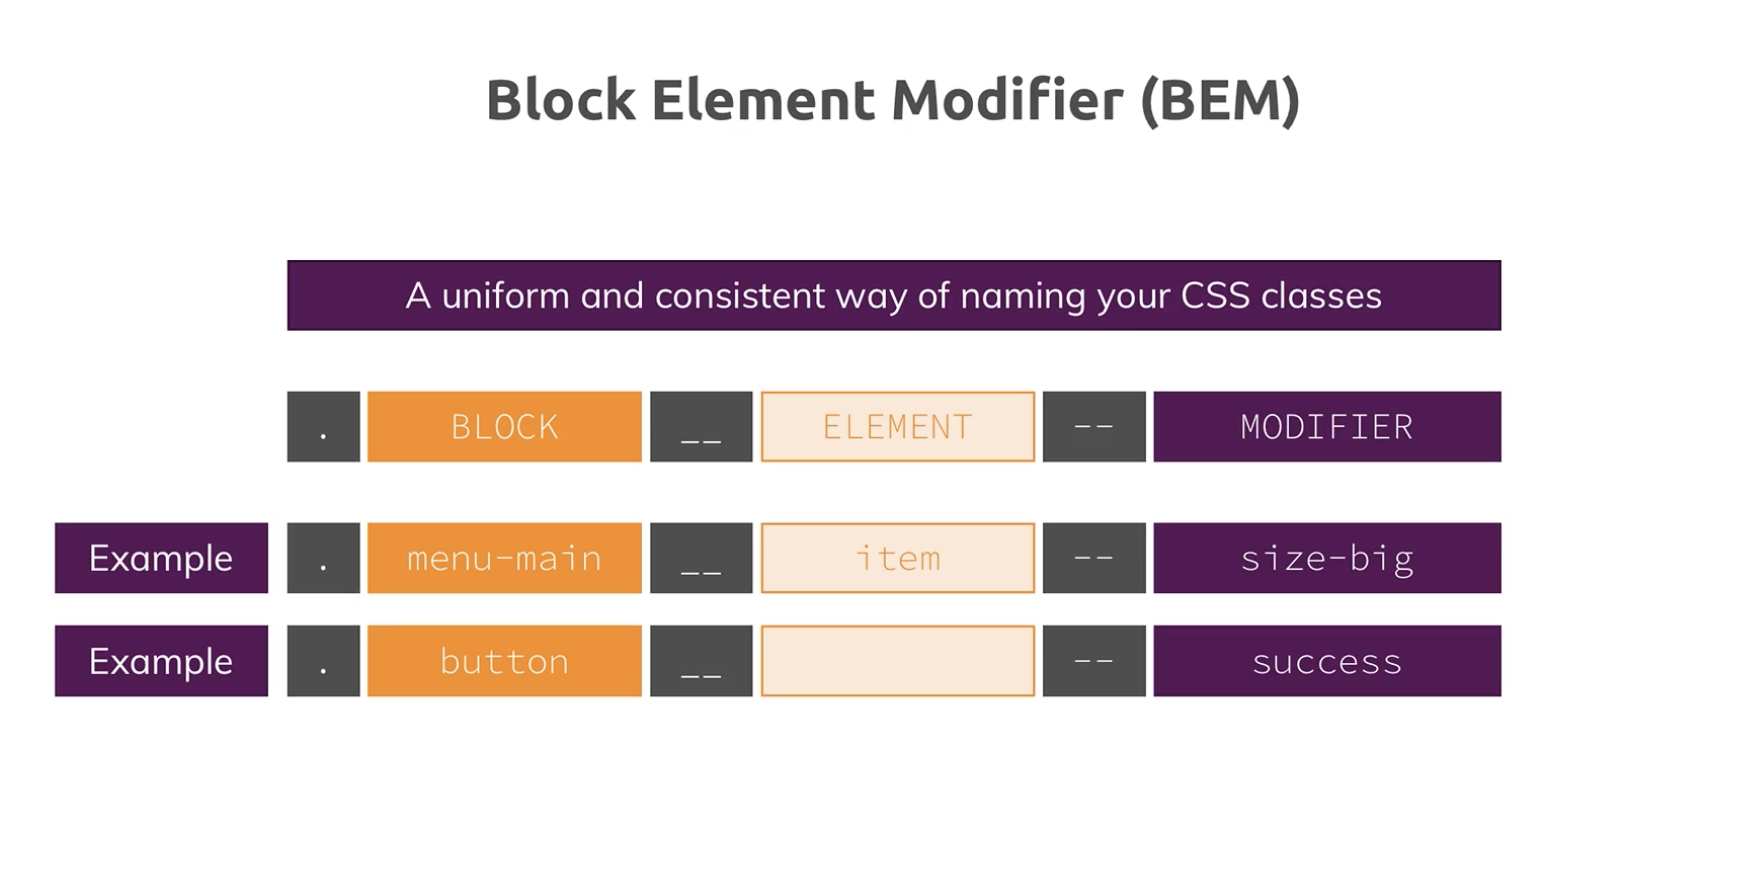 Block Element Modifier (BEM)
A uniform and consistent way of naming your CSS classes
. BLOCK __ ELEMENT -- MODIFIER
Example . menu-main __ item -- size-big
Example . button __ -- success